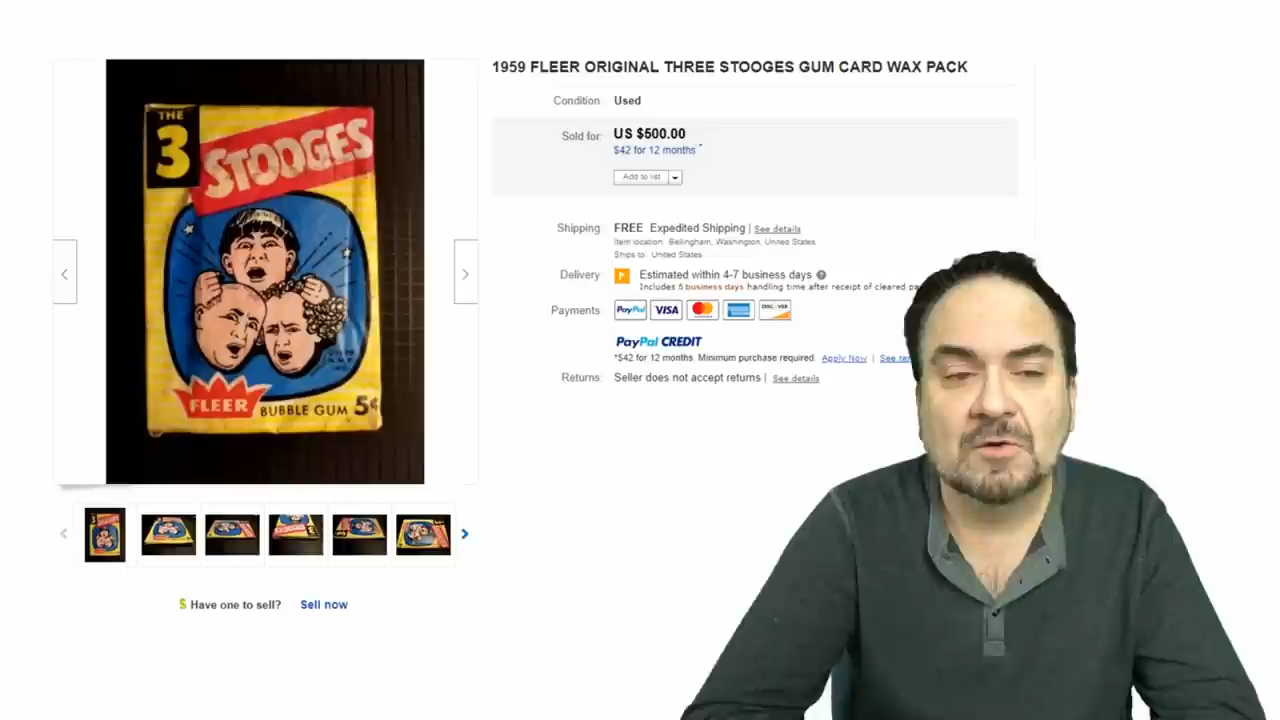 THE
3
STOOGES
FLEER
BUBBLE GUM 5¢
1959 FLEER ORIGINAL THREE STOOGES GUM CARD WAX PACK
Condition: Used
Sold for: US $500.00
$42 for 12 months *
Add to list
Shipping: FREE Expedited Shipping | See details
Item location: Bellingham, Washington, United States
Ships to: United States
Delivery: Estimated within 4-7 business days
Includes 5 business days handling time after receipt of cleared
Payments: PayPal VISA DISCOVER
PayPal CREDIT
*$42 for 12 months. Minimum purchase required. Apply Now | See
Returns: Seller does not accept returns | See details
$ Have one to sell? Sell now